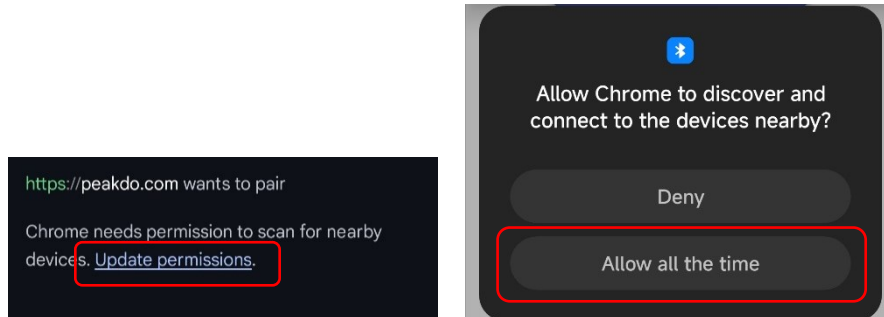 https://peakdo.com wants to pair
Chrome needs permission to scan for nearby
devices. Update permissions.
Allow Chrome to discover and
connect to the devices nearby?
Deny
Allow all the time